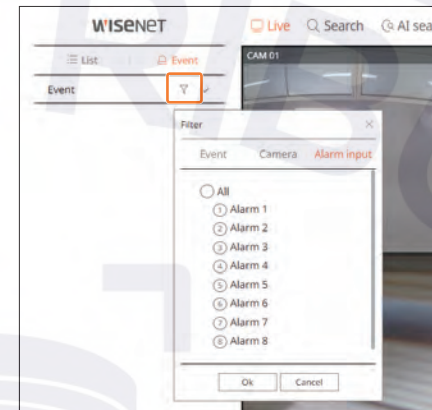 WISENET Live Search AI sea
List Event
CAM 01
Event
Filter
Event Camera Alarm input
All
1 Alarm 1
2 Alarm 2
3 Alarm 3
4 Alarm 4
5 Alarm 5
6 Alarm 6
7 Alarm 7
8 Alarm 8
Ok Cancel